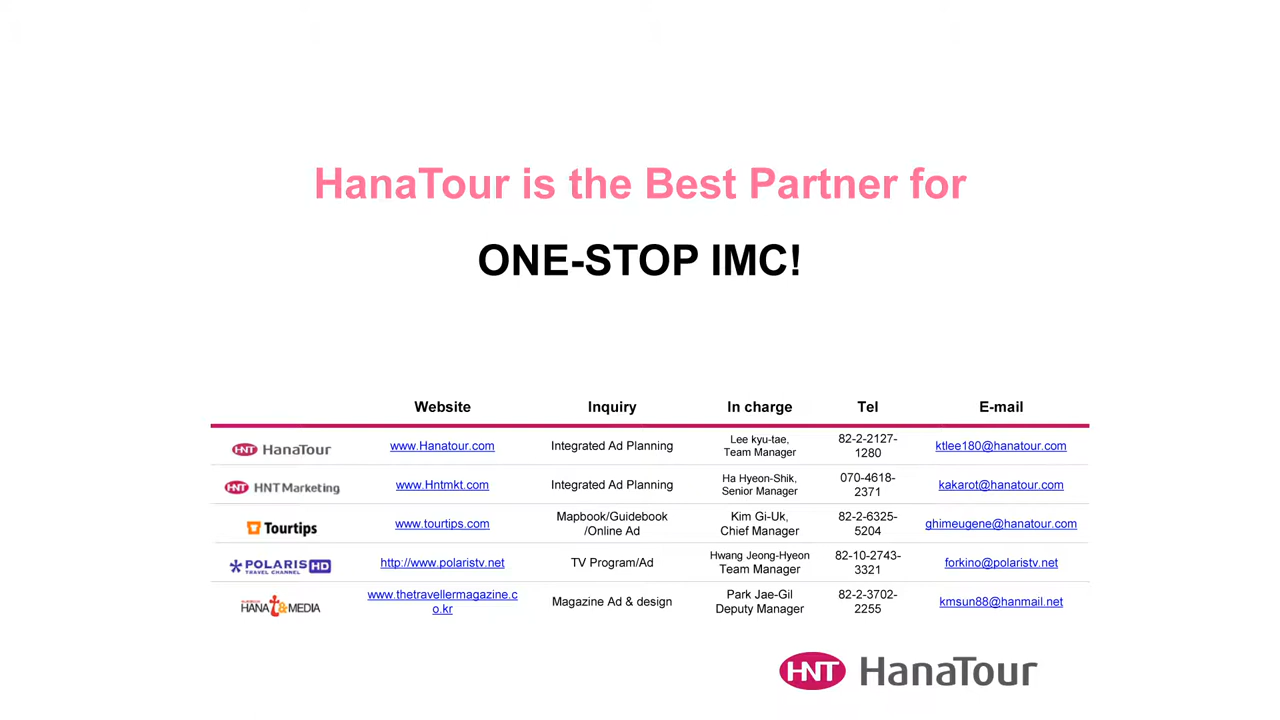 HanaTour is the Best Partner for
ONE-STOP IMC!
Website Inquiry In charge Tel E-mail
HNT HanaTour www.Hanatour.com Integrated Ad Planning Lee kyu-tae, Team Manager 82-2-2127-1280 ktlee180@hanatour.com
HNT HNT Marketing www.Hntmkt.com Integrated Ad Planning Ha Hyeon-Shik, Senior Manager 070-4618-2371 kakarot@hanatour.com
Tourtips www.tourtips.com Mapbook/Guidebook /Online Ad Kim Gi-Uk, Chief Manager 82-2-6325-5204 ghimeugene@hanatour.com
POLARIS HD TRAVEL CHANNEL http://www.polaristv.net TV Program/Ad Hwang Jeong-Hyeon Team Manager 82-10-2743-3321 forkino@polaristv.net
HANA T&MEDIA www.thetravellermagazine.co.kr Magazine Ad & design Park Jae-Gil Deputy Manager 82-2-3702-2255 kmsun88@hanmail.net
HNT HanaTour